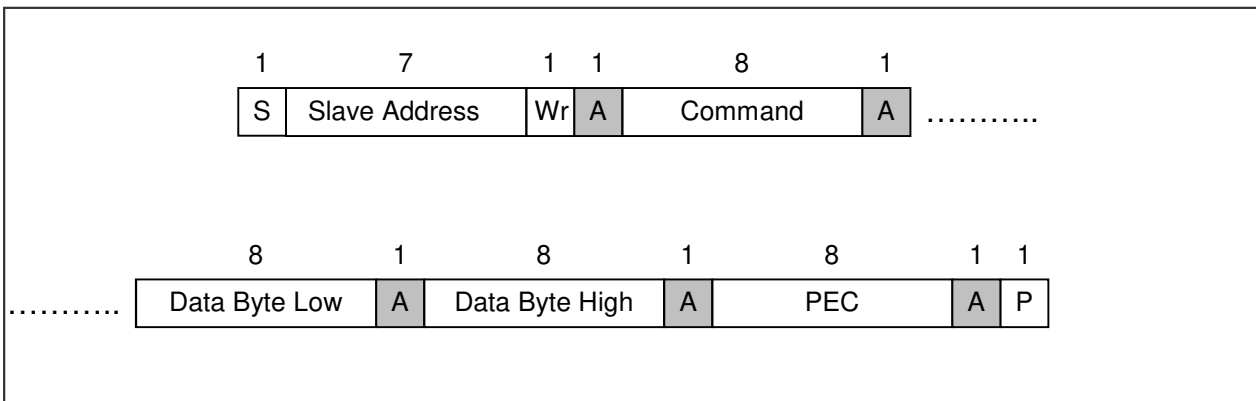 1 7 1 1 8 1
S Slave Address Wr A Command A ………..
8 1 8 1 8 1 1
……….. Data Byte Low A Data Byte High A PEC A P